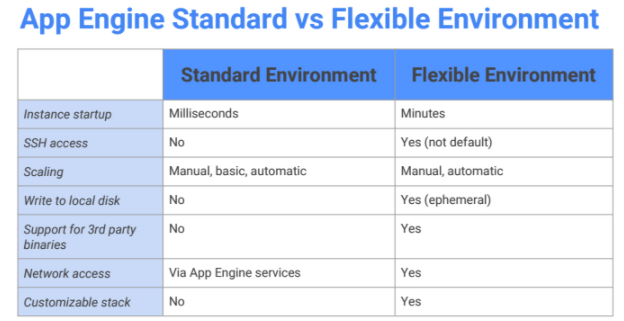 App Engine Standard vs Flexible Environment
Standard Environment Flexible Environment
Instance startup Milliseconds Minutes
SSH access No Yes (not default)
Scaling Manual, basic, automatic Manual, automatic
Write to local disk No Yes (ephemeral)
Support for 3rd party No Yes
binaries
Network access Via App Engine services Yes
Customizable stack No Yes